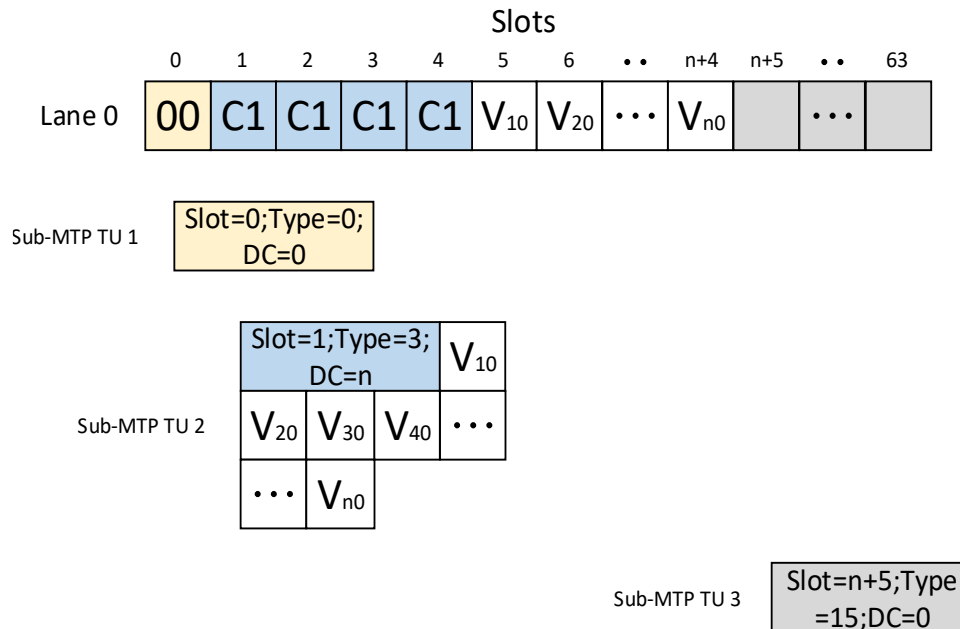 Slots
0 1 2 3 4 5 6 •• n+4 n+5 •• 63
Lane 0 00 C1 C1 C1 C1 V10 V20 ••• Vn0 •••
Sub-MTP TU 1
Slot=0;Type=0;
DC=0
Sub-MTP TU 2
Slot=1;Type=3;
DC=n
V10
V20 V30 V40 •••
••• Vn0
Sub-MTP TU 3
Slot=n+5;Type
=15;DC=0